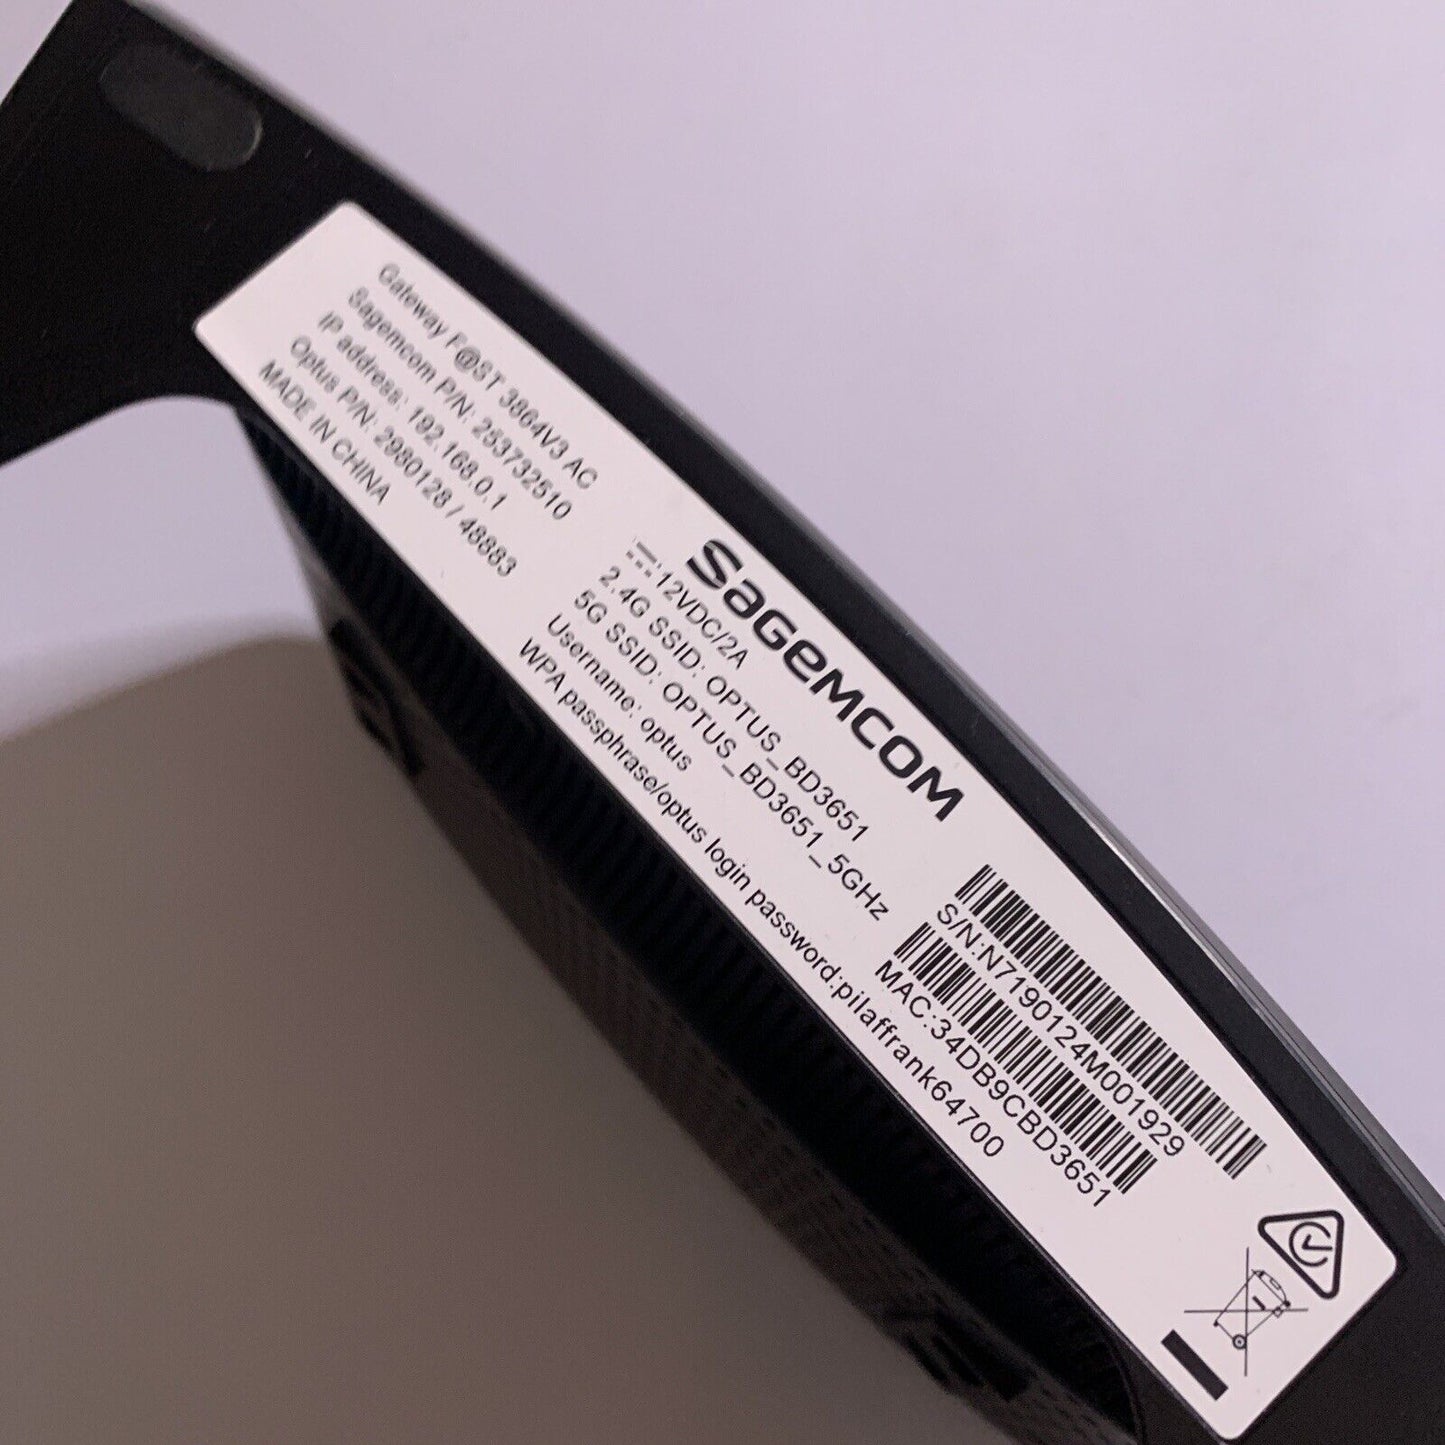 Gateway F@ST 3864V3 AC
Sagemcom P/N: 253732510
IP address: 192.168.0.1
Optus P/N: 2980128 / 48883
MADE IN CHINA
SAGEMCOM
12VDC/2A
2.4G SSID: OPTUS_BD3651
5G SSID: OPTUS_BD3651_5GHz
Username: optus
WPA passphrase/optus login password:pilaffrank64700
S/N:N7190124M001929
MAC:34DB9CBD3651